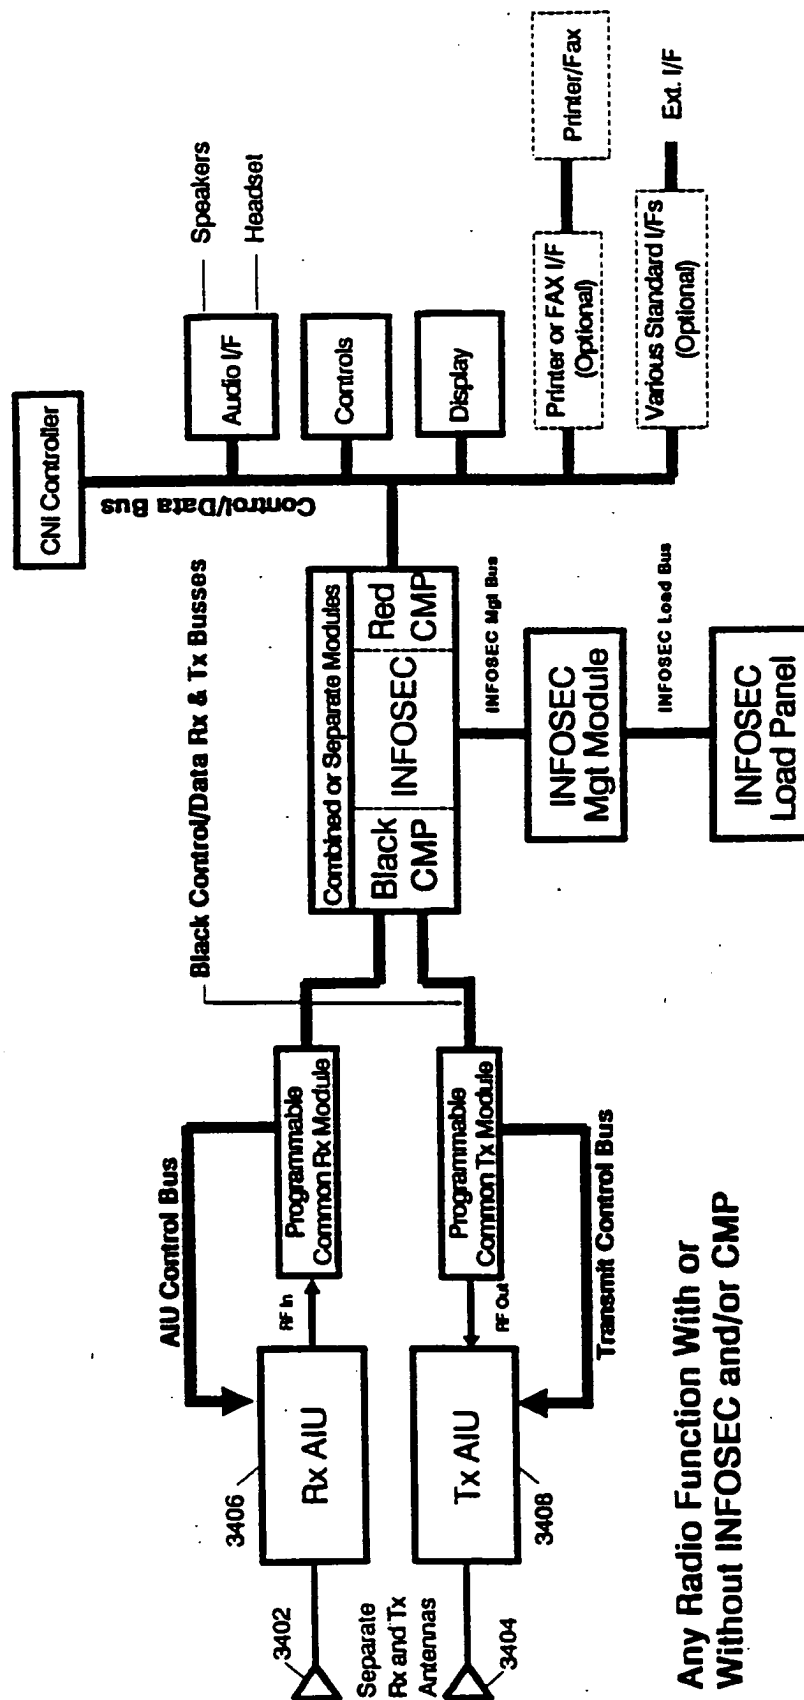 CNI Controller
Control/Data Bus
Audio I/F
Speakers
Headset
Controls
Display
Printer or FAX I/F
(Optional)
Printer/Fax
Various Standard I/Fs
(Optional)
Ext. I/F
Black Control/Data Rx & Tx Busses
Combined or Separate Modules
Black
CMP
INFOSEC
Red
CMP
INFOSEC Mgt Bus
INFOSEC
Mgt Module
INFOSEC Load Bus
INFOSEC
Load Panel
AIU Control Bus
Programmable
Common Rx Module
RF In
Rx AIU
3406
3402
Separate
Rx and Tx
Antennas
3404
Programmable
Common Tx Module
RF Out
Tx AIU
3408
Transmit Control Bus
Any Radio Function With or
Without INFOSEC and/or CMP